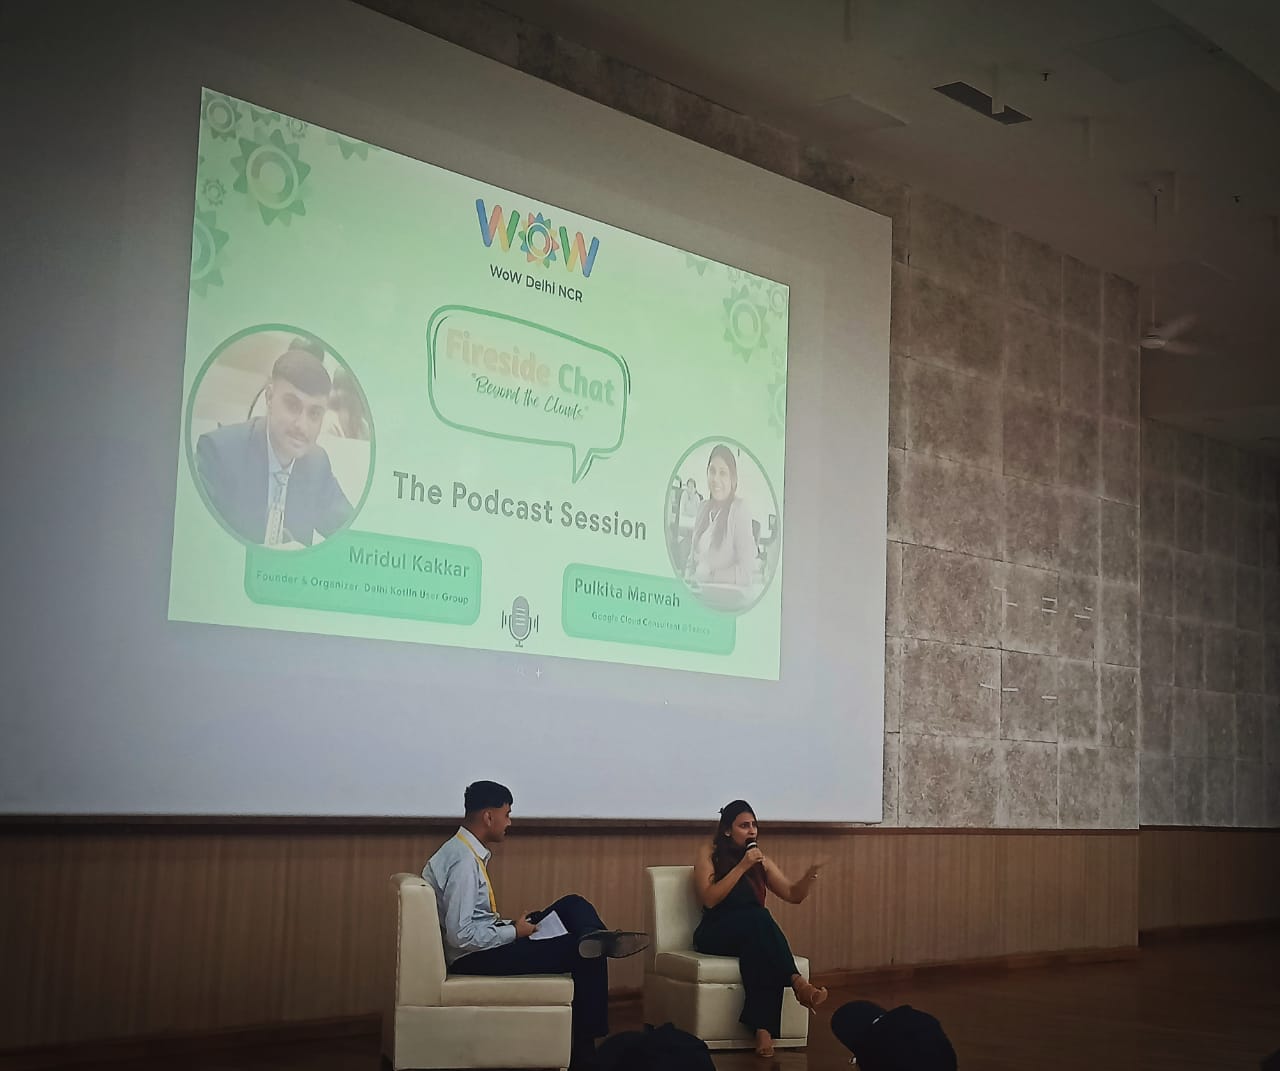 WOW
WoW Delhi NCR
Fireside Chat
"Beyond the Clouds"
The Podcast Session
Mridul Kakkar
Founder & Organizer, Delhi Kotlin User Group
Pulkita Marwah
Google Cloud Consultant